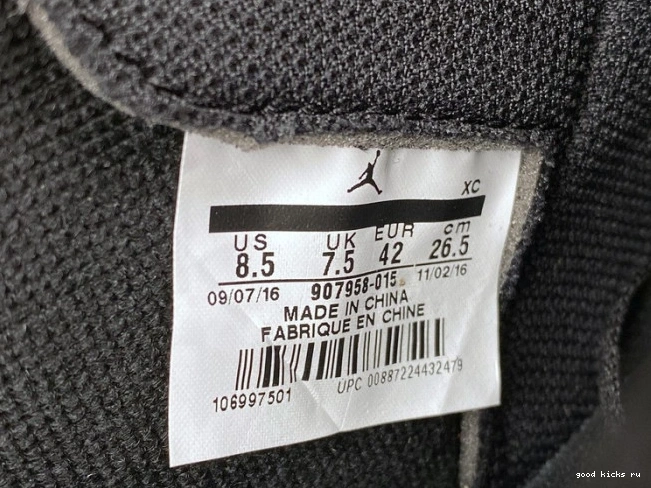 XC
US UK EUR cm
8.5 7.5 42 26.5
09/07/16 907958-015 11/02/16
MADE IN CHINA
FABRIQUE EN CHINE
106997501 UPC 00887224432479
good kicks ru